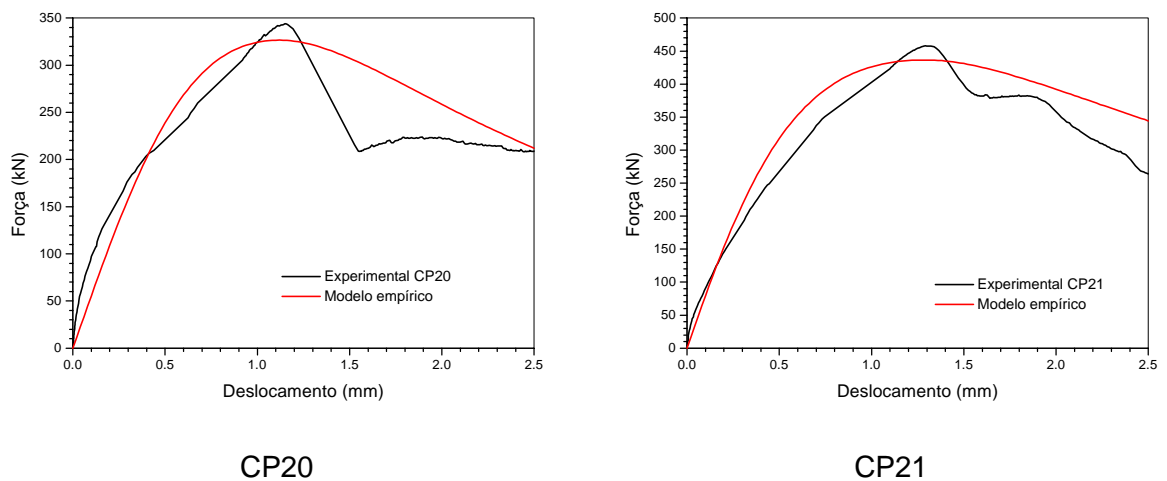 350
300
250
200
150
100
50
0
Força (kN)
Experimental CP20
Modelo empírico
0.0 0.5 1.0 1.5 2.0 2.5
Deslocamento (mm)
CP20
500
450
400
350
300
250
200
150
100
50
0
Força (kN)
Experimental CP21
Modelo empírico
0.0 0.5 1.0 1.5 2.0 2.5
Deslocamento (mm)
CP21